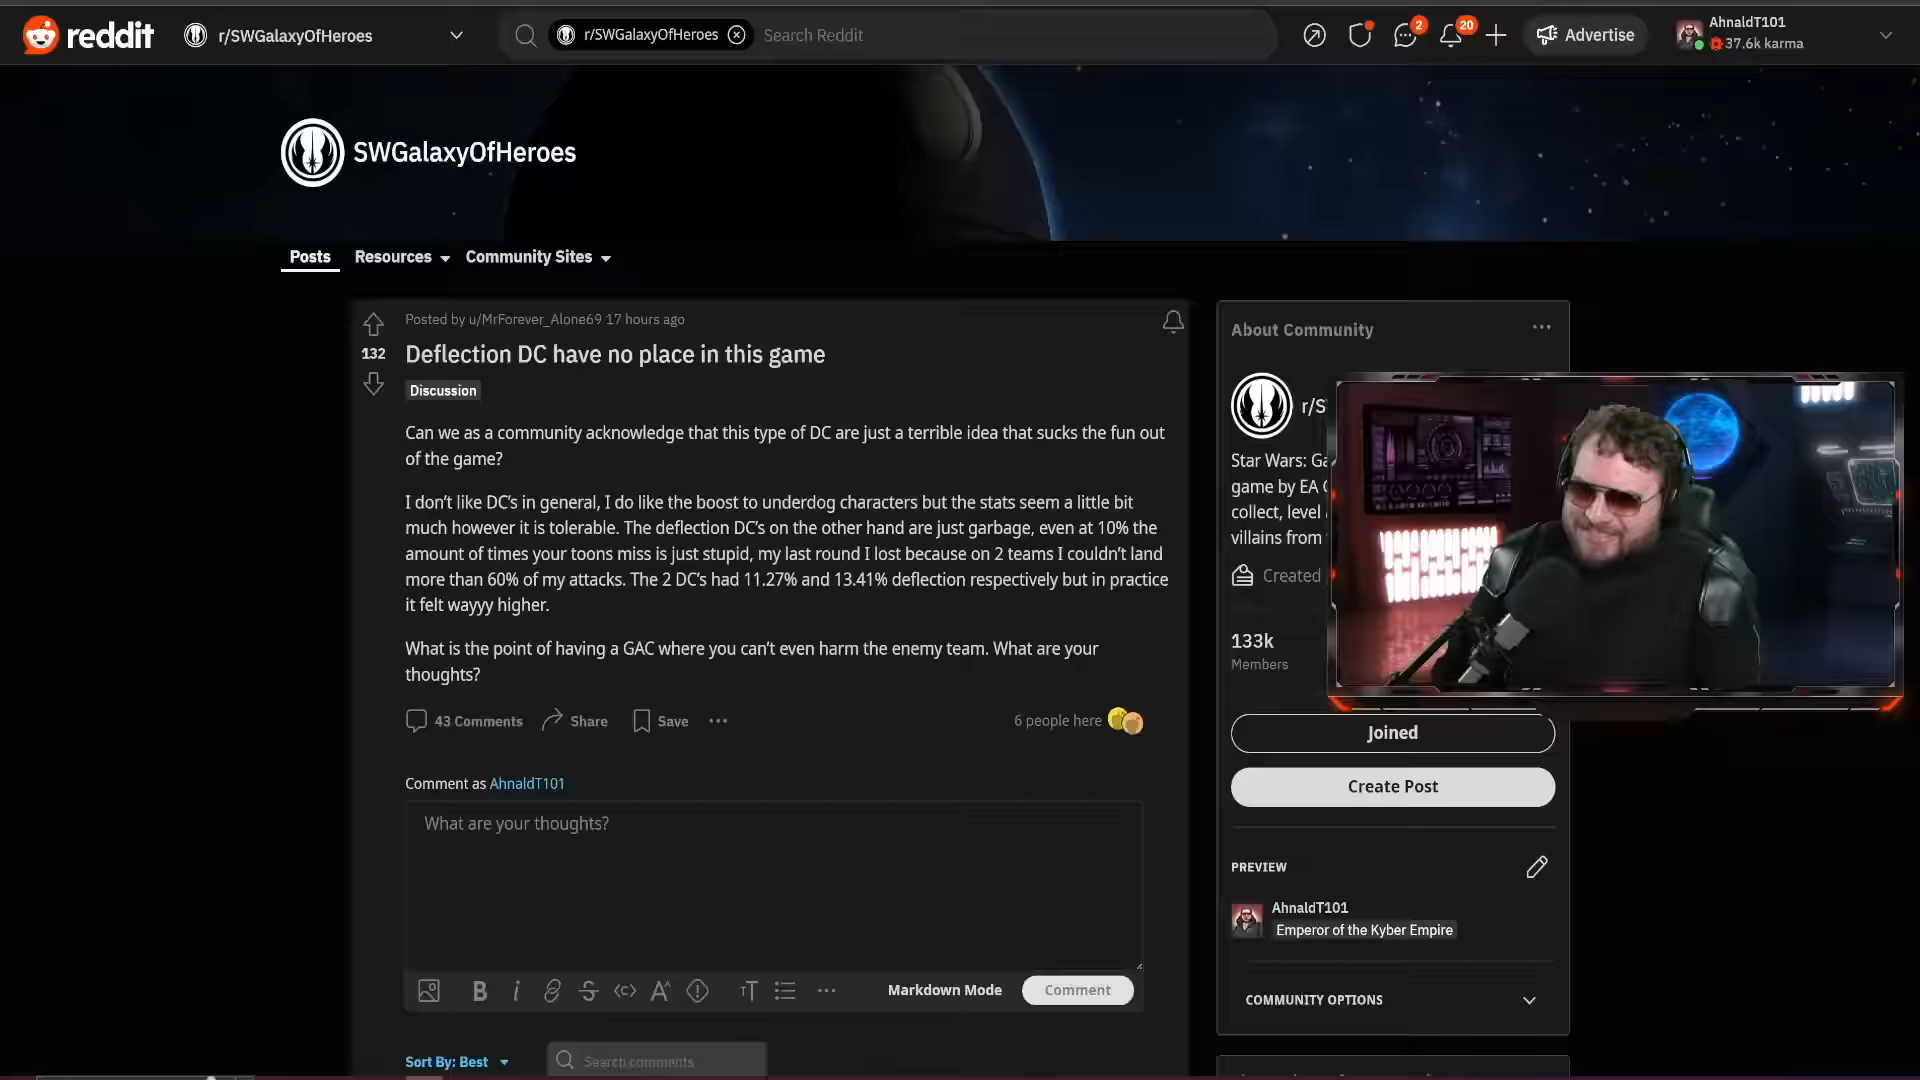 reddit
r/SWGalaxyOfHeroes
r/SWGalaxyOfHeroes
Search Reddit
2
20
Advertise
AhnaldT101
37.6k karma
SWGalaxyOfHeroes
Posts
Resources
Community Sites
Posted by u/MrForever_Alone69 17 hours ago
132
Deflection DC have no place in this game
Discussion
Can we as a community acknowledge that this type of DC are just a terrible idea that sucks the fun out
of the game?
I don't like DC's in general, I do like the boost to underdog characters but the stats seem a little bit
much however it is tolerable. The deflection DC's on the other hand are just garbage, even at 10% the
amount of times your toons miss is just stupid, my last round I lost because on 2 teams I couldn't land
more than 60% of my attacks. The 2 DC's had 11.27% and 13.41% deflection respectively but in practice
it felt wayyy higher.
What is the point of having a GAC where you can't even harm the enemy team. What are your
thoughts?
43 Comments
Share
Save
6 people here
Comment as AhnaldT101
What are your thoughts?
Markdown Mode
Comment
Sort By: Best
Search comments
About Community
r/S
Star Wars: Ga
game by EA
collect, level
villains from
Created
133k
Members
Joined
Create Post
PREVIEW
AhnaldT101
Emperor of the Kyber Empire
COMMUNITY OPTIONS